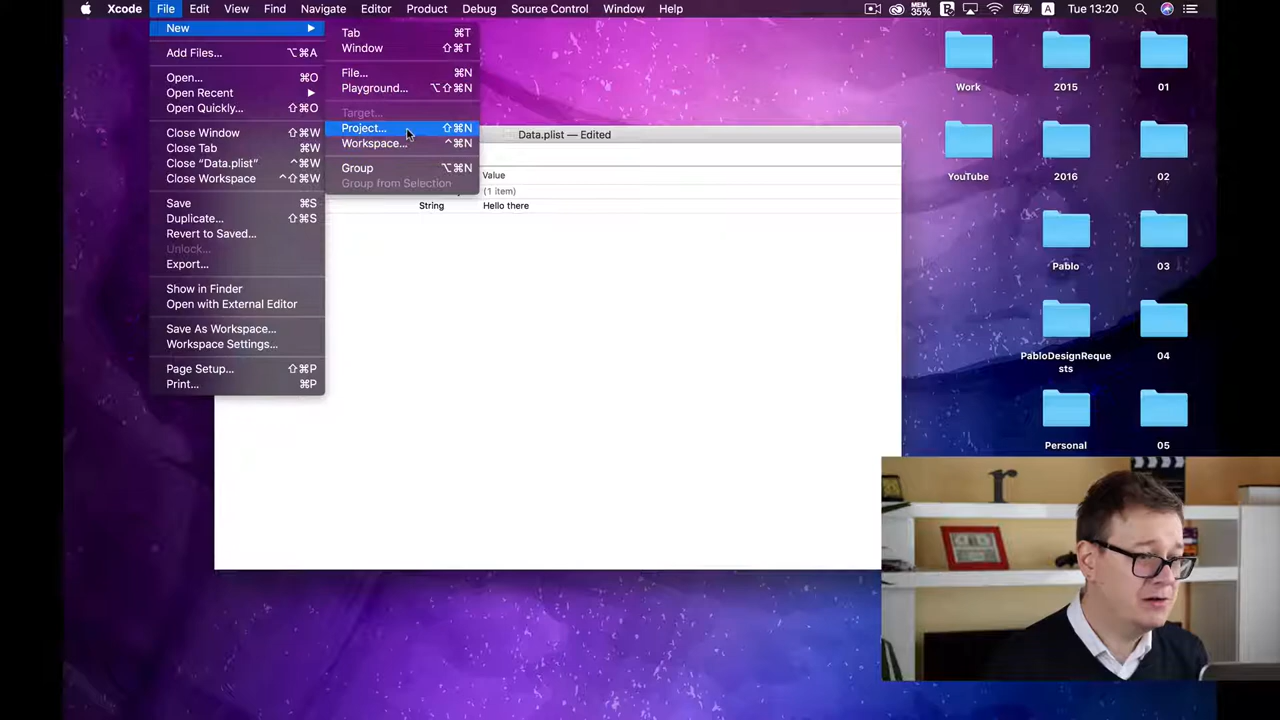 Xcode File Edit View Find Navigate Editor Product Debug Source Control Window Help MEM 35% A Tue 13:20
New
Add Files... ⌥⌘A
Open... ⌘O
Open Recent
Open Quickly... ⇧⌘O
Close Window ⇧⌘W
Close Tab ⌘W
Close “Data.plist” ^⌘W
Close Workspace ^⇧⌘W
Save ⌘S
Duplicate... ⇧⌘S
Revert to Saved...
Unlock...
Export...
Show in Finder
Open with External Editor
Save As Workspace...
Workspace Settings...
Page Setup... ⇧⌘P
Print... ⌘P
Tab ⌘T
Window ⇧⌘T
File... ⌘N
Playground... ⌥⇧⌘N
Target...
Project... ⇧⌘N
Workspace... ^⌘N
Group ⌥⌘N
Group from Selection
Data.plist — Edited
Value
(1 item)
String Hello there
Work 2015 01
YouTube 2016 02
Pablo 03
PabloDesignReque
sts 04
Personal 05
r